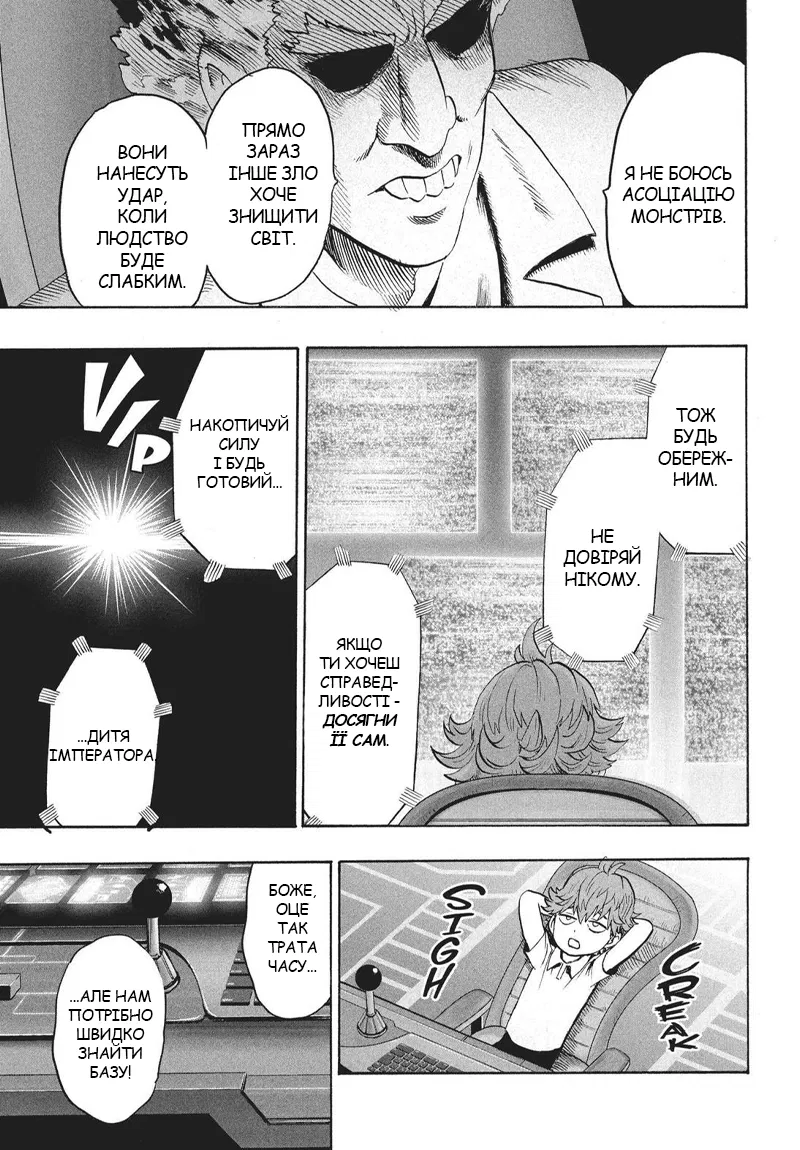 Я НЕ БОЮСЬ
АСОЦІАЦІЮ
МОНСТРІВ.
ПРЯМО
ЗАРАЗ
ІНШЕ ЗЛО
ХОЧЕ
ЗНИЩИТИ
СВІТ.
ВОНИ
НАНЕСУТЬ
УДАР,
КОЛИ
ЛЮДСТВО
БУДЕ
СЛАБКИМ.
ТОЖ
БУДЬ
ОБЕРЕЖ-
НИМ.
НЕ
ДОВІРЯЙ
НІКОМУ.
ЯКЩО
ТИ ХОЧЕШ
СПРАВЕД-
ЛИВОСТІ -
ДОСЯГНИ
ЇЇ САМ.
НАКОПИЧУЙ
СИЛУ
І БУДЬ
ГОТОВИЙ...
VIP
...ДИТЯ
ІМПЕРАТОРА.
SIGH
CREAK
БОЖЕ,
ОЦЕ
ТАК
ТРАТА
ЧАСУ...
...АЛЕ НАМ
ПОТРІБНО
ШВИДКО
ЗНАЙТИ
БАЗУ!